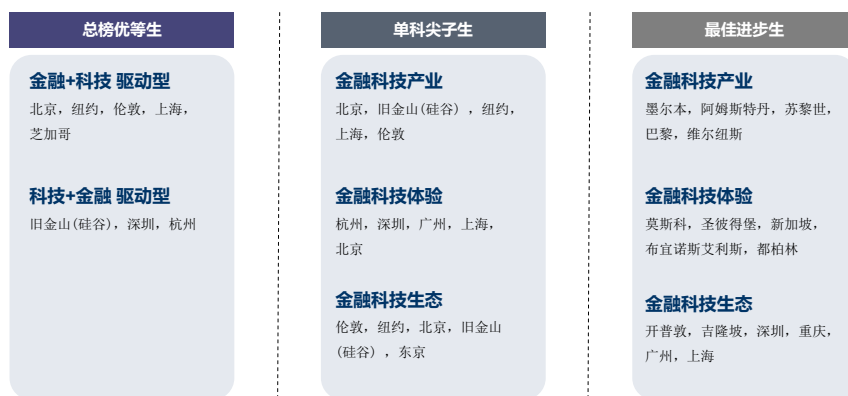 总榜优等生
金融+科技 驱动型
北京，纽约，伦敦，上海，
芝加哥
科技+金融 驱动型
旧金山(硅谷)，深圳，杭州
单科尖子生
金融科技产业
北京，旧金山(硅谷) ，纽约，
上海，伦敦
金融科技体验
杭州，深圳，广州，上海，
北京
金融科技生态
伦敦，纽约，北京，旧金山
(硅谷) ，东京
最佳进步生
金融科技产业
墨尔本，阿姆斯特丹，苏黎世，
巴黎，维尔纽斯
金融科技体验
莫斯科，圣彼得堡，新加坡，
布宜诺斯艾利斯，都柏林
金融科技生态
开普敦，吉隆坡，深圳，重庆，
广州，上海